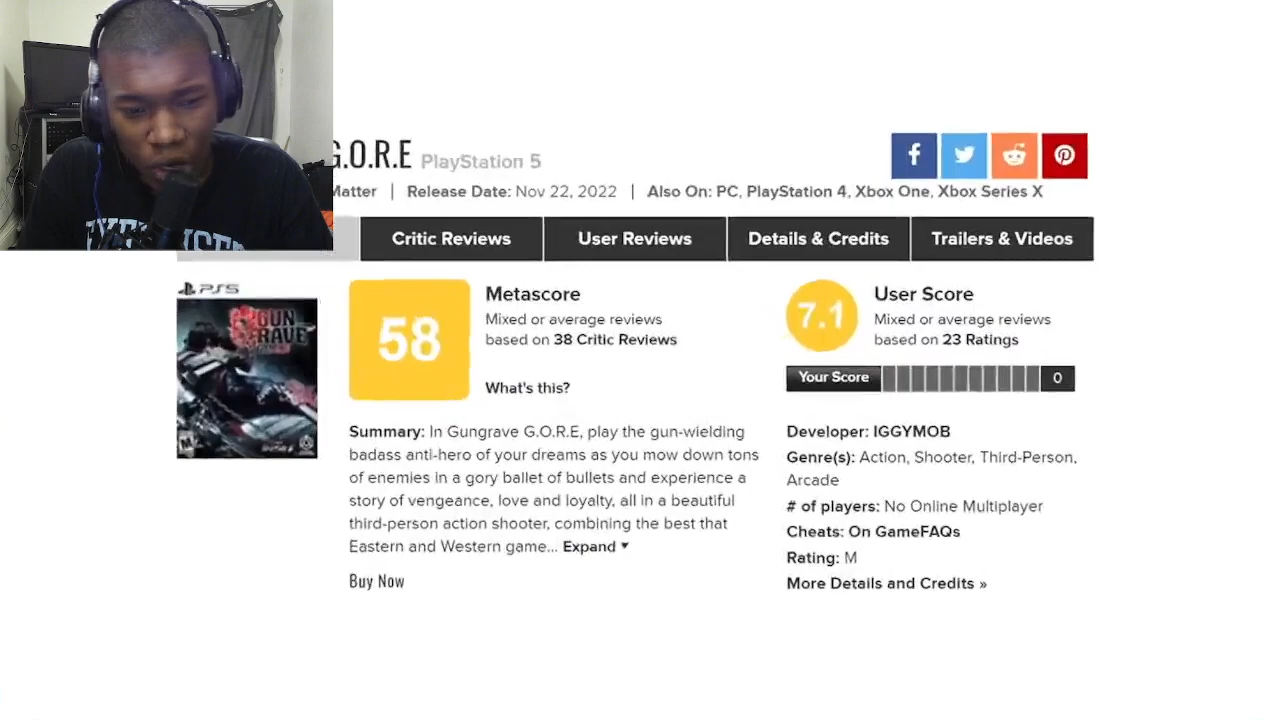 G.O.R.E PlayStation 5
Matter | Release Date: Nov 22, 2022 | Also On: PC, PlayStation 4, Xbox One, Xbox Series X
Critic Reviews User Reviews Details & Credits Trailers & Videos
PS5
GUN
GRAVE
M
58
Metascore
Mixed or average reviews
based on 38 Critic Reviews
What's this?
7.1
User Score
Mixed or average reviews
based on 23 Ratings
Your Score 0
Summary: In Gungrave G.O.R.E, play the gun-wielding
badass anti-hero of your dreams as you mow down tons
of enemies in a gory ballet of bullets and experience a
story of vengeance, love and loyalty, all in a beautiful
third-person action shooter, combining the best that
Eastern and Western game... Expand
Buy Now
Developer: IGGYMOB
Genre(s): Action, Shooter, Third-Person,
Arcade
# of players: No Online Multiplayer
Cheats: On GameFAQs
Rating: M
More Details and Credits »